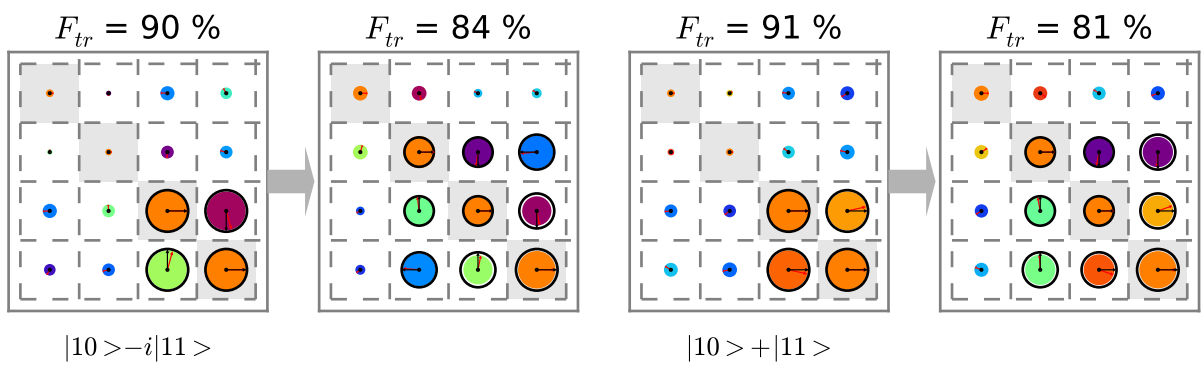 F_tr = 90 %
F_tr = 84 %
F_tr = 91 %
F_tr = 81 %
|10 >−i|11 >
|10 >+|11 >